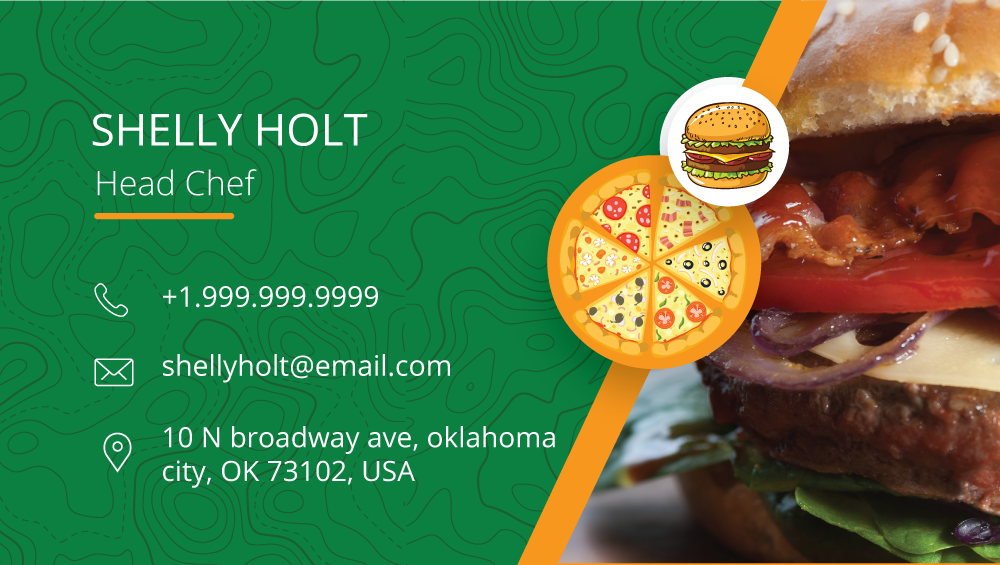 SHELLY HOLT
Head Chef
+1.999.999.9999
shellyholt@email.com
10 N broadway ave, oklahoma
city, OK 73102, USA